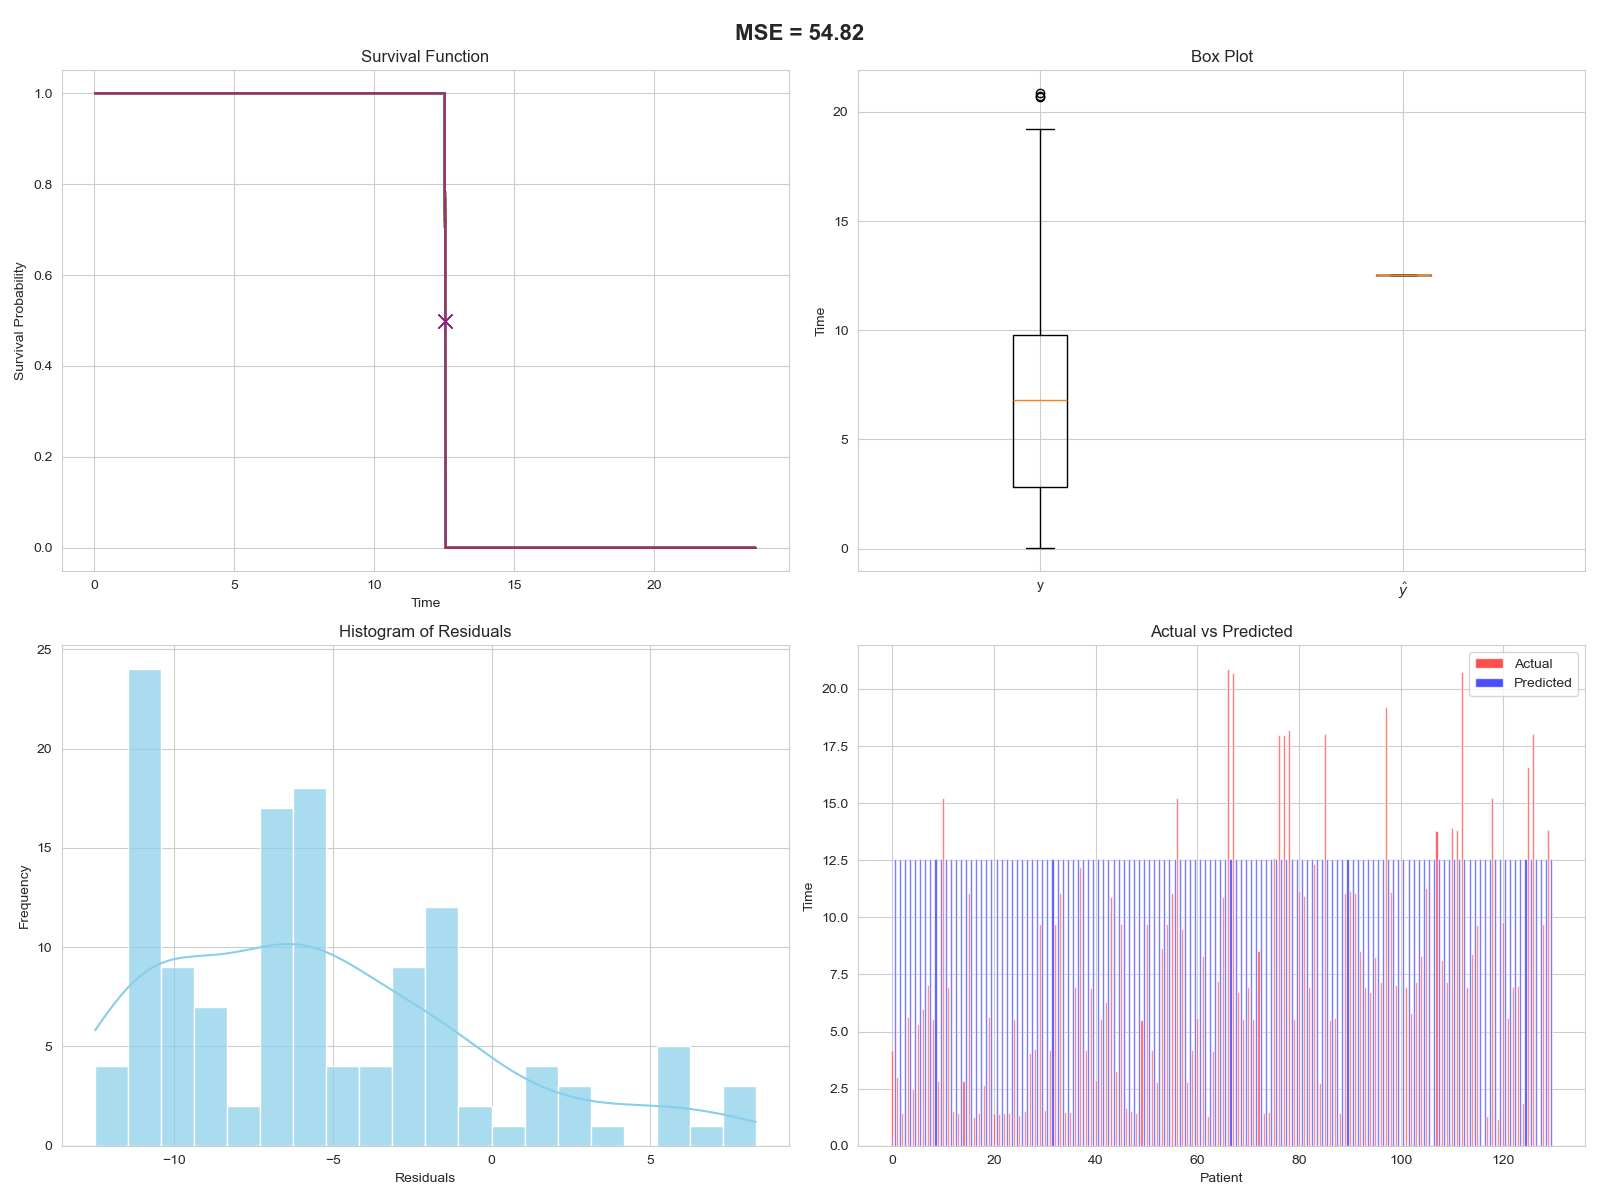 MSE = 54.82
Survival Function
1.0
0.8
0.6
0.4
0.2
0.0
Survival Probability
0
5
10
15
20
Time
Box Plot
20
15
10
5
0
Time
y
ŷ
Histogram of Residuals
25
20
15
10
5
0
Frequency
−10
−5
0
5
Residuals
Actual vs Predicted
Actual
Predicted
20.0
17.5
15.0
12.5
10.0
7.5
5.0
2.5
0.0
Time
0
20
40
60
80
100
120
Patient